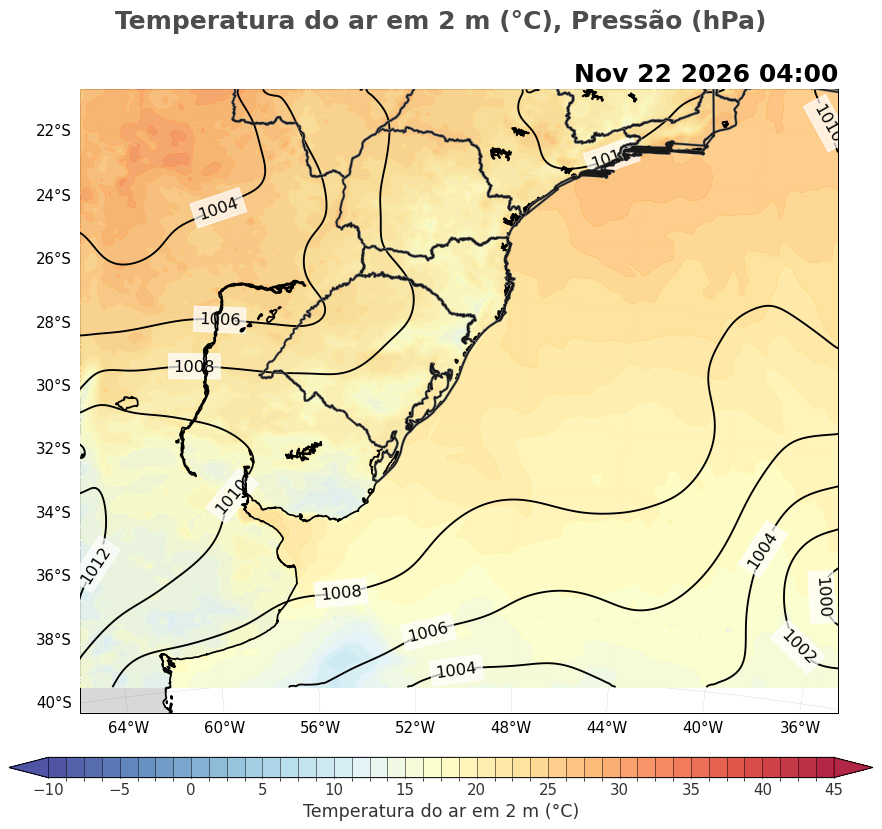 Temperatura do ar em 2 m (°C), Pressão (hPa)
Nov 22 2026 04:00
22°S
24°S
26°S
28°S
30°S
32°S
34°S
36°S
38°S
40°S
1010
1004
1006
1008
1010
1012
1008
1006
1004
1004
1000
1002
64°W 60°W 56°W 52°W 48°W 44°W 40°W 36°W
−10 −5 0 5 10 15 20 25 30 35 40 45
Temperatura do ar em 2 m (°C)